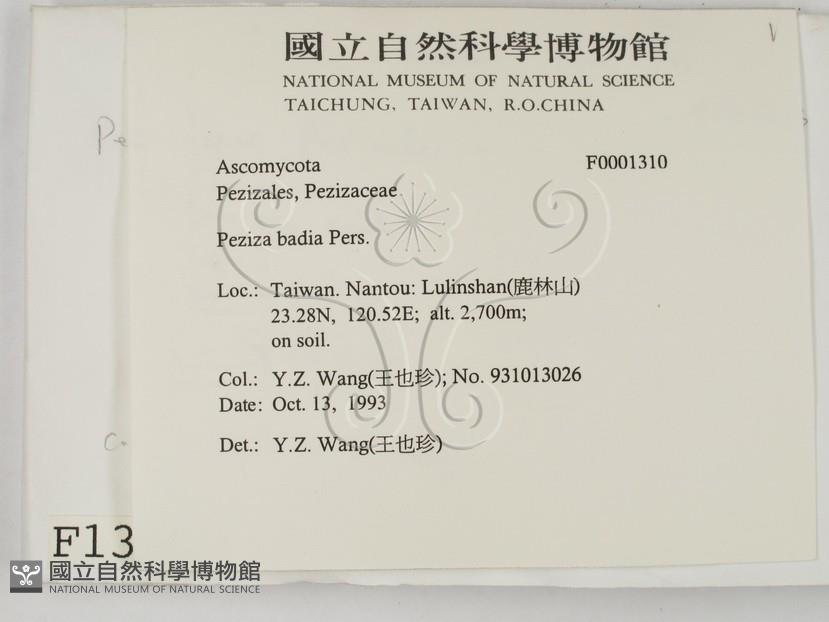 國立自然科學博物館
NATIONAL MUSEUM OF NATURAL SCIENCE
TAICHUNG, TAIWAN, R.O.CHINA
Pe
Ascomycota F0001310
Pezizales, Pezizaceae
Peziza badia Pers.
Loc.: Taiwan. Nantou: Lulinshan(鹿林山)
23.28N, 120.52E; alt. 2,700m;
on soil.
Col.: Y.Z. Wang(王也珍); No. 931013026
Date: Oct. 13, 1993
C.
Det.: Y.Z. Wang(王也珍)
F13
國立自然科學博物館
NATIONAL MUSEUM OF NATURAL SCIENCE